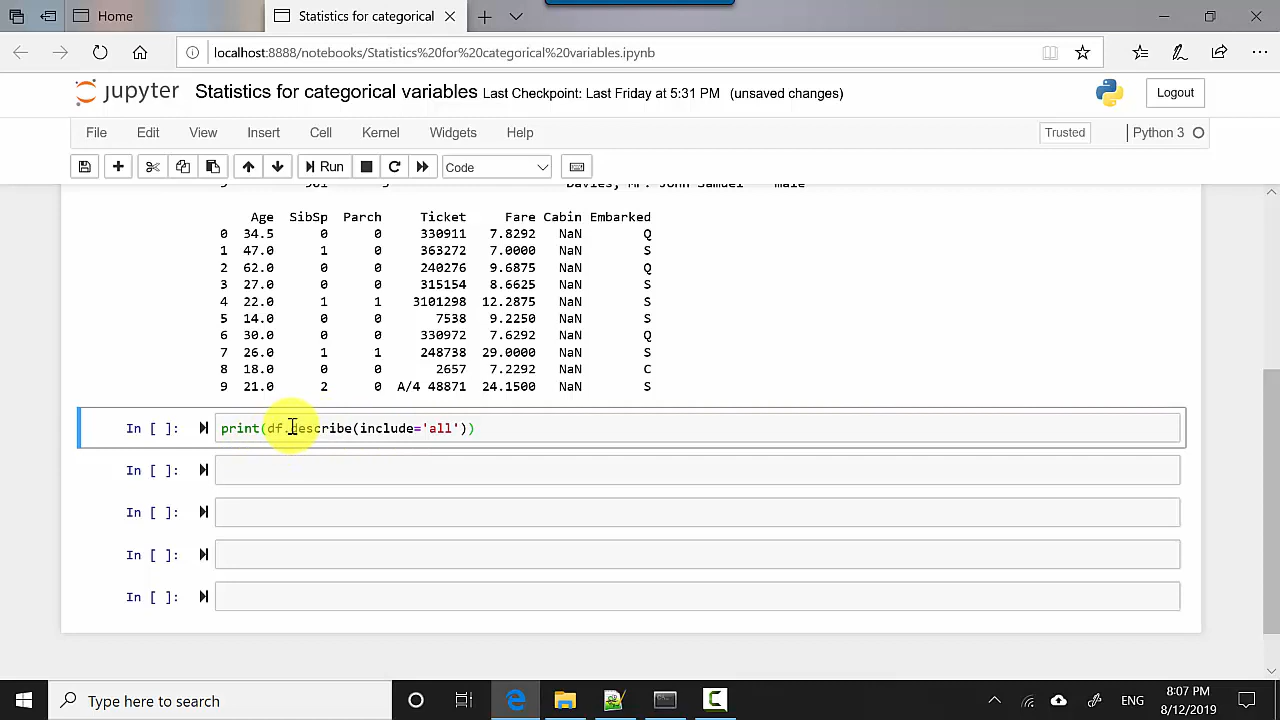 Home
Statistics for categorical
localhost:8888/notebooks/Statistics%20for%20categorical%20variables.ipynb
jupyter Statistics for categorical variables Last Checkpoint: Last Friday at 5:31 PM (unsaved changes) Logout
File Edit View Insert Cell Kernel Widgets Help Trusted Python 3
Run Code
Davies, Mr. John Samuel male
Age SibSp Parch Ticket Fare Cabin Embarked
0 34.5 0 0 330911 7.8292 NaN Q
1 47.0 1 0 363272 7.0000 NaN S
2 62.0 0 0 240276 9.6875 NaN Q
3 27.0 0 0 315154 8.6625 NaN S
4 22.0 1 1 3101298 12.2875 NaN S
5 14.0 0 0 7538 9.2250 NaN S
6 30.0 0 0 330972 7.6292 NaN Q
7 26.0 1 1 248738 29.0000 NaN S
8 18.0 0 0 2657 7.2292 NaN C
9 21.0 2 0 A/4 48871 24.1500 NaN S
In [ ]: print(df.describe(include='all'))
In [ ]:
In [ ]:
In [ ]:
In [ ]:
Type here to search
ENG
8:07 PM
8/12/2019